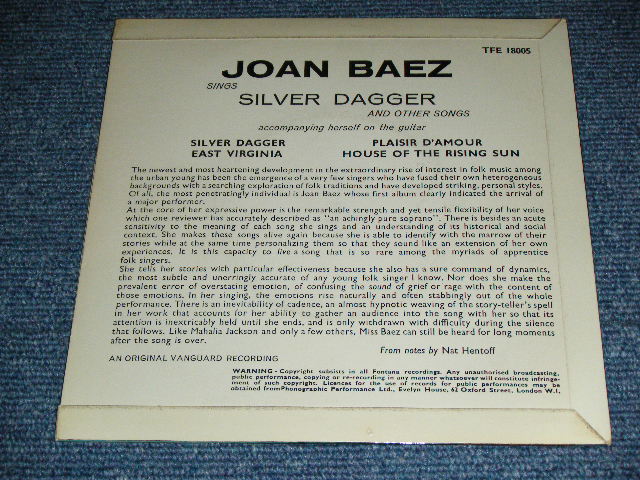 TFE 18005
JOAN BAEZ
SINGS
SILVER DAGGER
AND OTHER SONGS
accompanying herself on the guitar
SILVER DAGGER PLAISIR D'AMOUR
EAST VIRGINIA HOUSE OF THE RISING SUN
The newest and most heartening development in the extraordinary rise of interest in folk music among
the urban young has been the emergence of a very few singers who have fused their own heterogeneous
backgrounds with a searching exploration of folk traditions and have developed striking, personal styles.
Of all, the most penetratingly individual is Joan Baez whose first album clearly indicated the arrival of
a major performer.
At the core of her expressive power is the remarkable strength and yet tensile flexibility of her voice
which one reviewer has accurately described as "an achingly pure soprano". There is besides an acute
sensitivity to the meaning of each song she sings and an understanding of its historical and social
context. She makes these songs alive again because she is able to identify with the marrow of their
stories while at the same time personalizing them so that they sound like an extension of her own
experiences. It is this capacity to live a song that is so rare among the myriads of apprentice
folk singers.
She tells her stories with particular effectiveness because she also has a sure command of dynamics,
the most subtle and unerringly accurate of any young folk singer I know. Nor does she make the
prevalent error of overstating emotion, of confusing the sound of grief or rage with the content of
those emotions. In her singing, the emotions rise naturally and often stabbingly out of the whole
performance. There is an inevitability of cadence, an almost hypnotic weaving of the story-teller's spell
in her work that accounts for her ability to gather an audience into the song with her so that its
attention is inextricably held until she ends, and is only withdrawn with difficulty during the silence
that follows. Like Mahalia Jackson and only a few others, Miss Baez can still be heard for long moments
after the song is over.
From notes by Nat Hentoff
AN ORIGINAL VANGUARD RECORDING
WARNING - Copyright subsists in all Fontana recordings. Any unauthorised broadcasting,
public performance, copying or re-recording in any manner whatsoever will constitute infringe-
ment of such copyright. Licences for the use of records for public performances may be
obtained from Phonographic Performance Ltd., Evelyn House, 62 Oxford Street, London W.1.